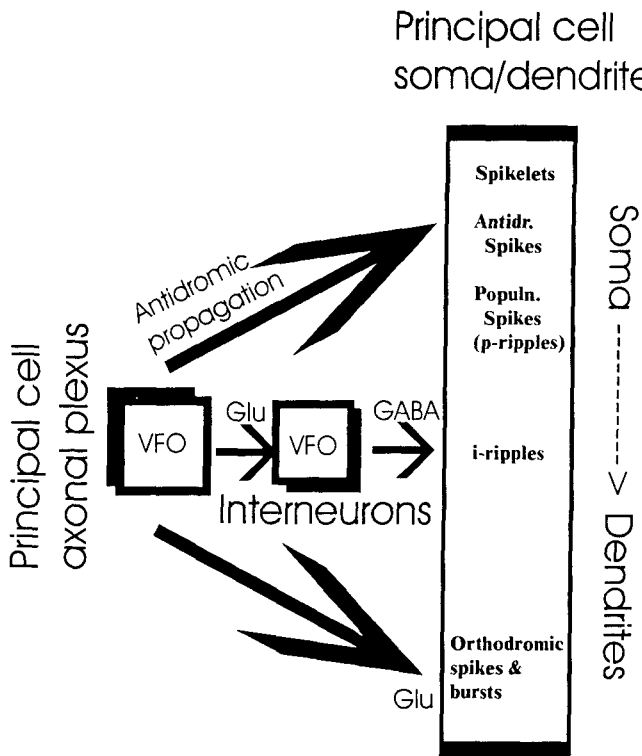 Principal cell
soma/dendrite
Spikelets
Antidr.
Spikes
Populn.
Spikes
(p-ripples)
i-ripples
Orthodromic
spikes &
bursts
Soma -------> Dendrites
Antidromic
propagation
Principal cell
axonal plexus
VFO
Glu
VFO
GABA
Interneurons
Glu